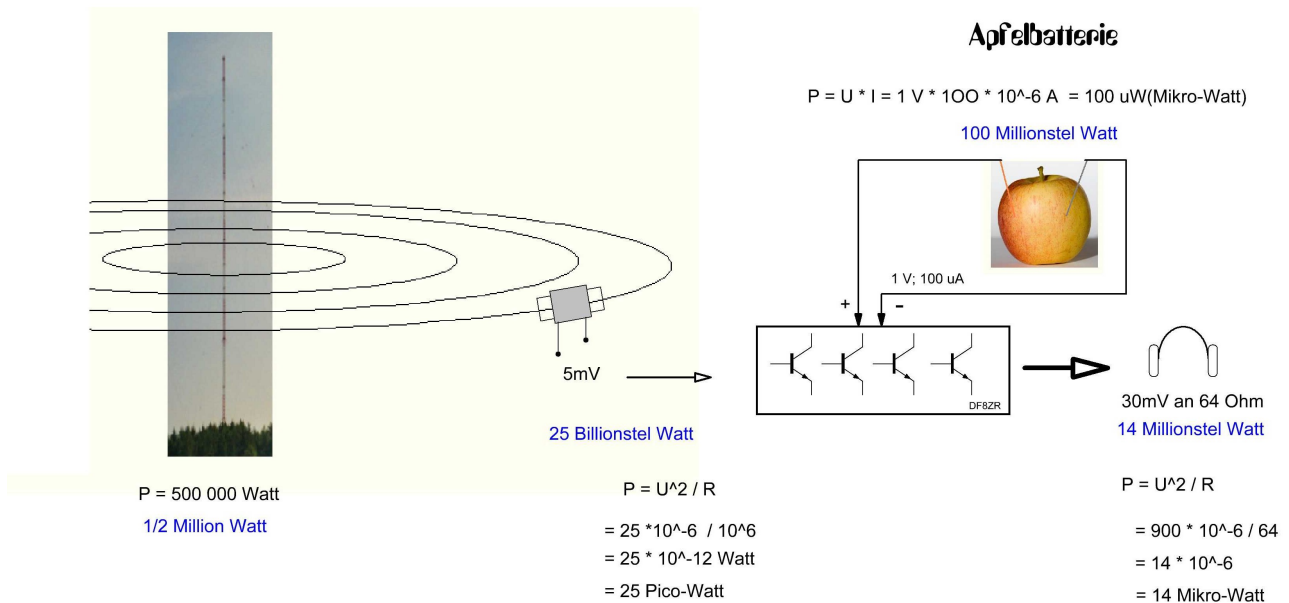 Apfelbatterie
P = U * I = 1 V * 1OO * 10^-6 A = 100 uW(Mikro-Watt)
100 Millionstel Watt
1 V; 100 uA
+
-
DF8ZR
5mV
25 Billionstel Watt
30mV an 64 Ohm
14 Millionstel Watt
P = 500 000 Watt
1/2 Million Watt
P = U^2 / R
= 25 *10^-6 / 10^6
= 25 * 10^-12 Watt
= 25 Pico-Watt
P = U^2 / R
= 900 * 10^-6 / 64
= 14 * 10^-6
= 14 Mikro-Watt